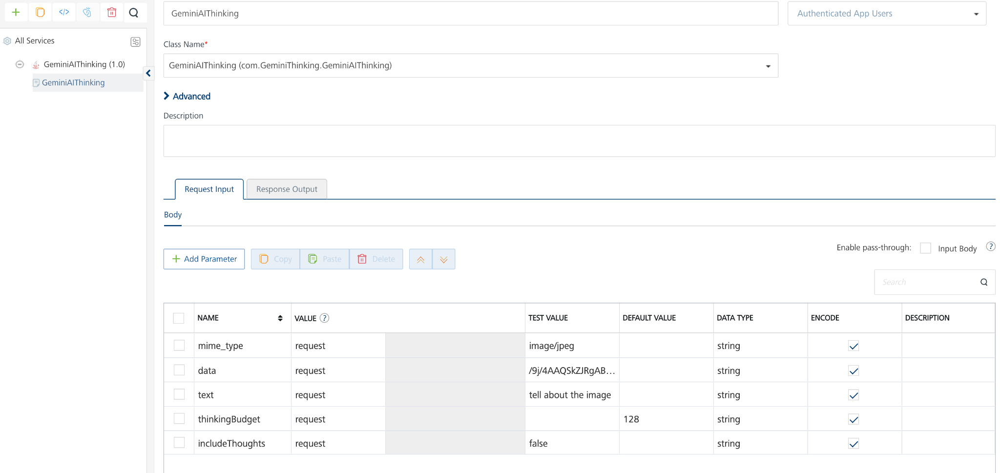 GeminiAIThinking
Authenticated App Users
All Services
Class Name*
GeminiAIThinking (1.0)
GeminiAIThinking (com.GeminiThinking.GeminiAIThinking)
GeminiAIThinking
Advanced
Description
Request Input
Response Output
Body
Enable pass-through: Input Body ?
Add Parameter
Copy
Paste
Delete
Search
NAME VALUE ? TEST VALUE DEFAULT VALUE DATA TYPE ENCODE DESCRIPTION
mime_type request image/jpeg string
data request /9j/4AAQSkZJRgAB... string
text request tell about the image string
thinkingBudget request 128 string
includeThoughts request false string